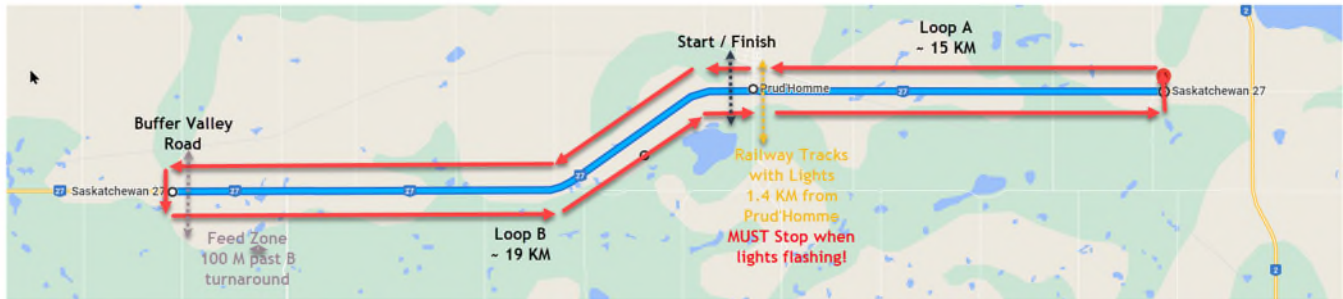 2
Loop A
~ 15 KM
Start / Finish
Prud'Homme
27
Saskatchewan 27
Buffer Valley
Road
Railway Tracks
with Lights
1.4 KM from
Prud'Homme
MUST Stop when
lights flashing!
27
27
Saskatchewan 27
27
27
Feed Zone
100 M past B
turnaround
Loop B
~ 19 KM
2
2